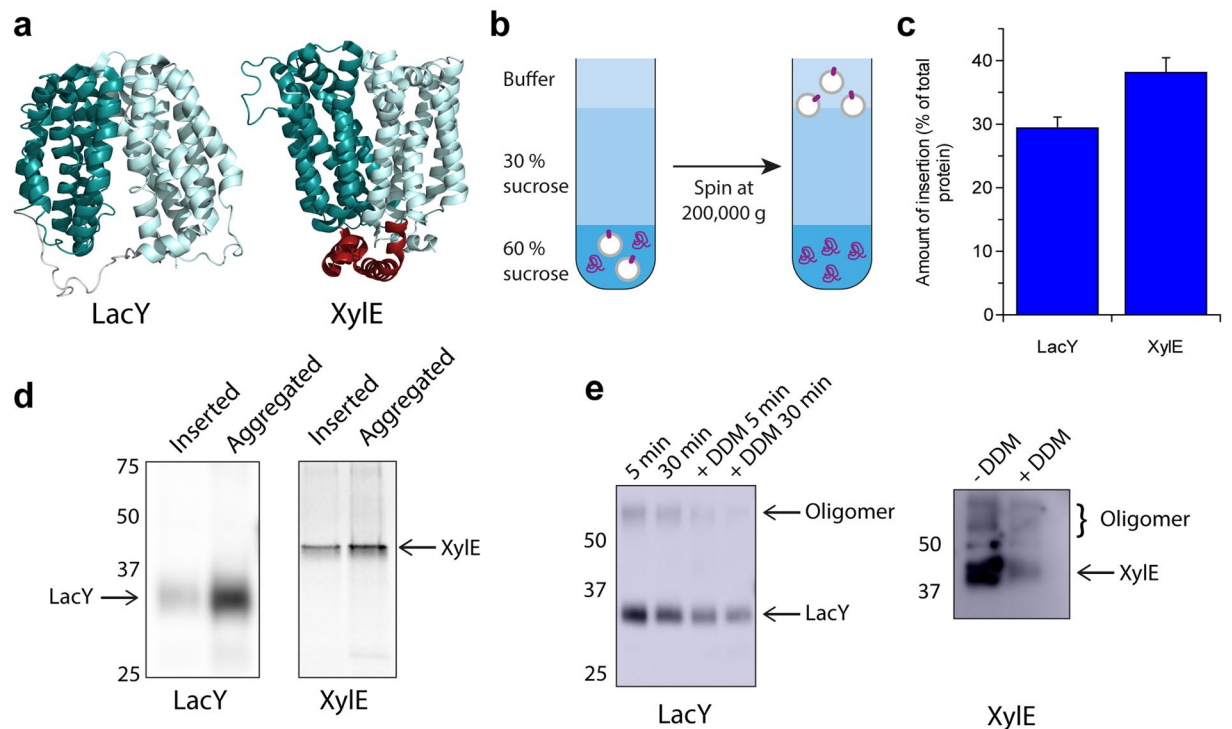 a
LacY
XylE
b
Buffer
30 %
sucrose
60 %
sucrose
Spin at
200,000 g
c
Amount of insertion (% of total
protein)
40
30
20
10
0
LacY
XylE
d
Inserted
Aggregated
Inserted
Aggregated
75
50
37
25
LacY
XylE
LacY
XylE
e
5 min
30 min
+ DDM 5 min
+ DDM 30 min
50
37
25
Oligomer
LacY
LacY
- DDM
+ DDM
50
37
Oligomer
XylE
XylE